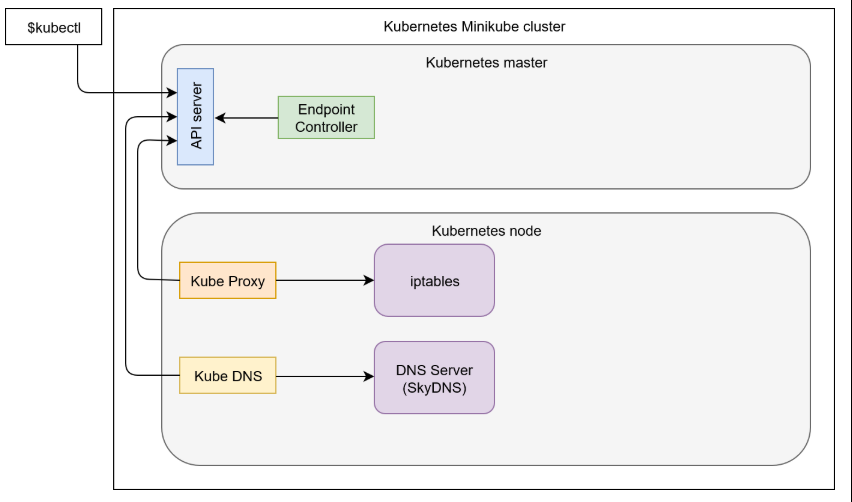 $kubectl
Kubernetes Minikube cluster
Kubernetes master
API server
Endpoint
Controller
Kubernetes node
Kube Proxy
iptables
Kube DNS
DNS Server
(SkyDNS)